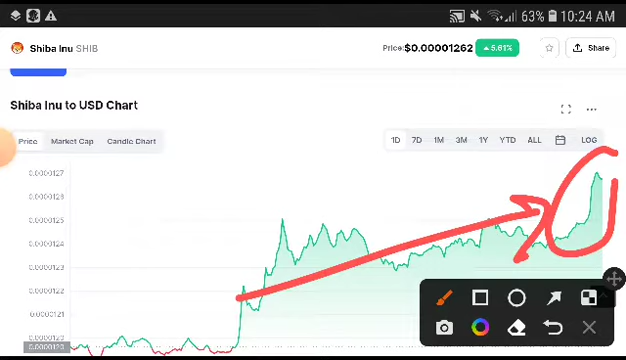 63% 10:24 AM
Shiba Inu SHIB Price: $0.00001262 ▲ 5.61% Share
Shiba Inu to USD Chart
Price Market Cap Candle Chart 1D 7D 1M 3M 1Y YTD ALL LOG
0.0000127
0.0000126
0.0000125
0.0000124
0.0000123
0.0000122
0.0000121
0.0000120